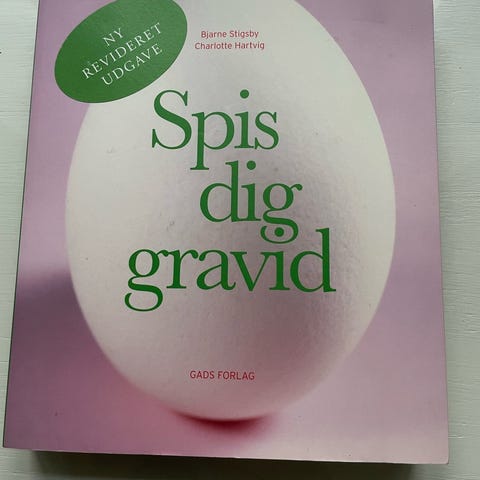 NY
REVIDERET
UDGAVE
Bjarne Stigsby
Charlotte Hartvig
Spis
dig
gravid
GADS FORLAG